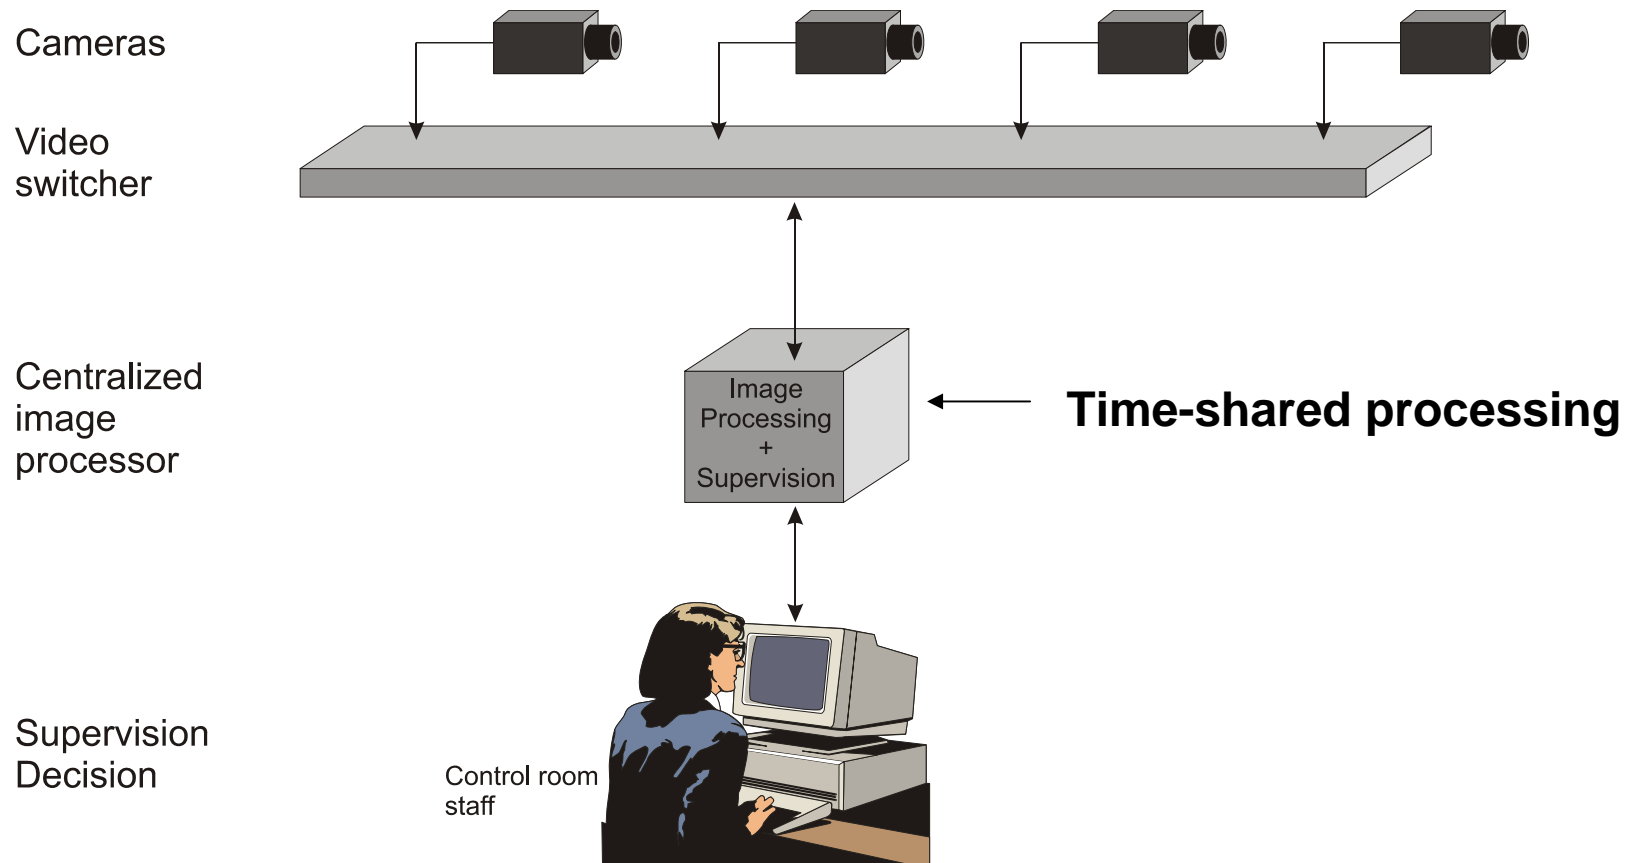 Cameras
Video
switcher
Centralized
image
processor
Image
Processing
+
Supervision
Time-shared processing
Supervision
Decision
Control room
staff